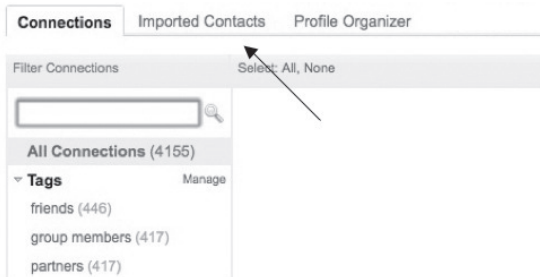 Connections Imported Contacts Profile Organizer
Filter Connections Select: All, None
All Connections (4155)
Tags Manage
friends (446)
group members (417)
partners (417)